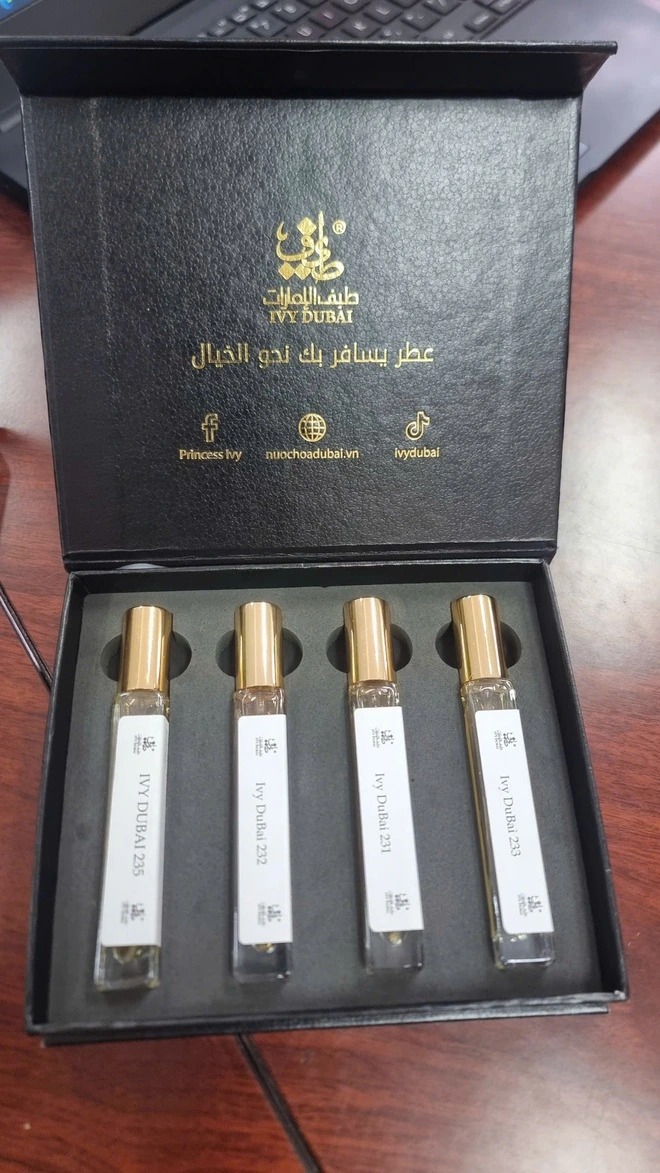 ®
طيف الإمارات
IVY DUBAI
عطر يسافر بك نحو الخيال
Princess Ivy
nuochoadubai.vn
ivydubai
IVY DUBAI 235
Ivy DuBai 232
Ivy DuBai 231
Ivy DuBai 233